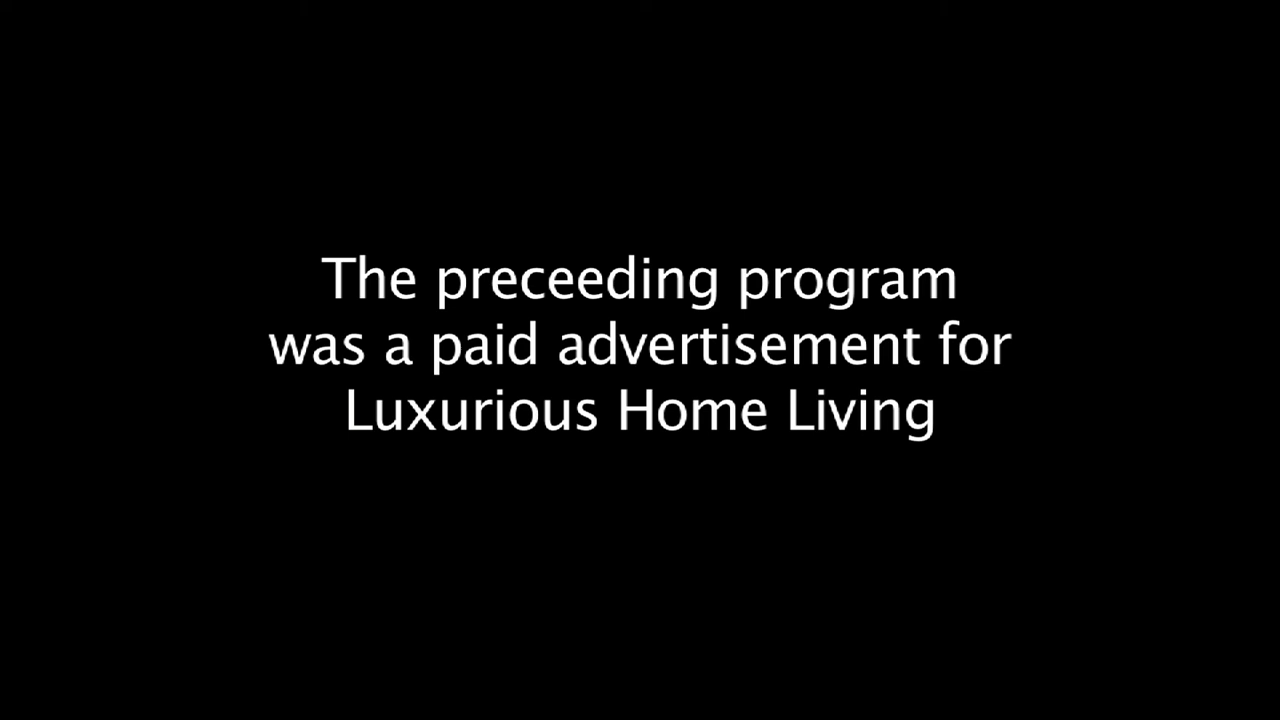 The preceeding program
was a paid advertisement for
Luxurious Home Living